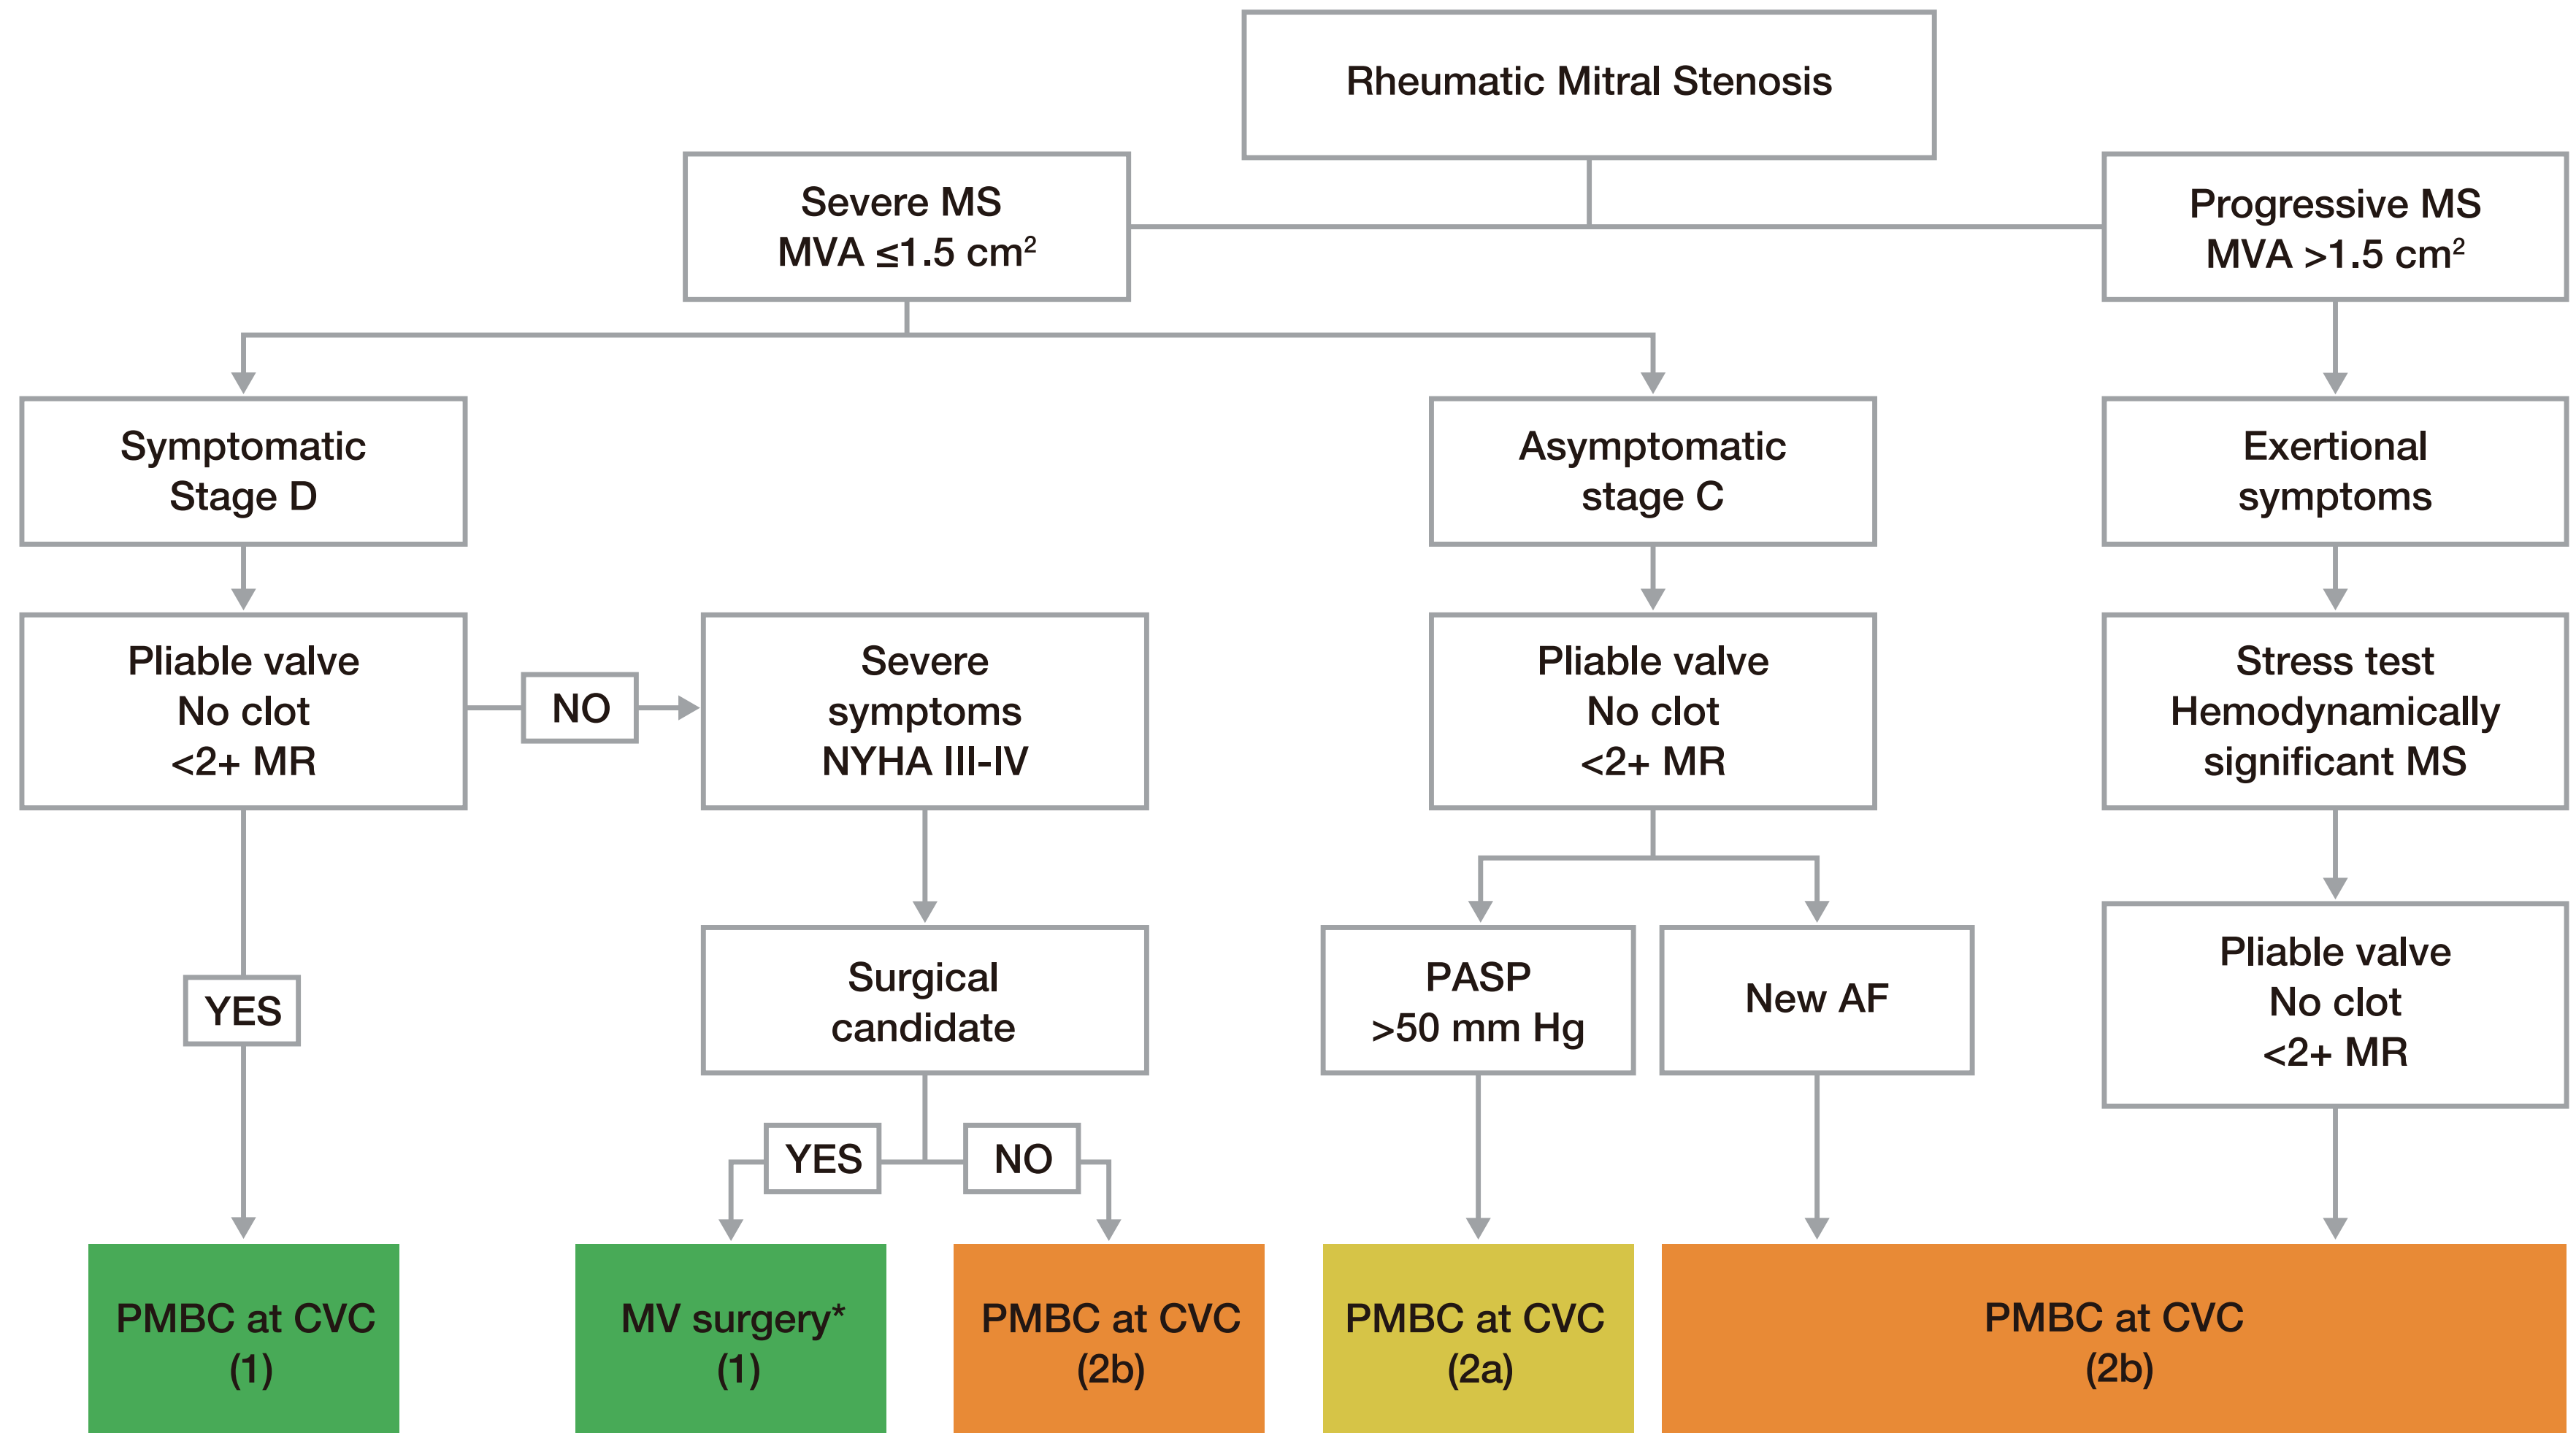 Rheumatic Mitral Stenosis
Severe MS
MVA ≤1.5 cm²
Progressive MS
MVA >1.5 cm²
Symptomatic
Stage D
Asymptomatic
stage C
Exertional
symptoms
Pliable valve
No clot
<2+ MR
NO
Severe
symptoms
NYHA III-IV
Pliable valve
No clot
<2+ MR
Stress test
Hemodynamically
significant MS
YES
Surgical
candidate
PASP
>50 mm Hg
New AF
Pliable valve
No clot
<2+ MR
YES
NO
PMBC at CVC
(1)
MV surgery*
(1)
PMBC at CVC
(2b)
PMBC at CVC
(2a)
PMBC at CVC
(2b)